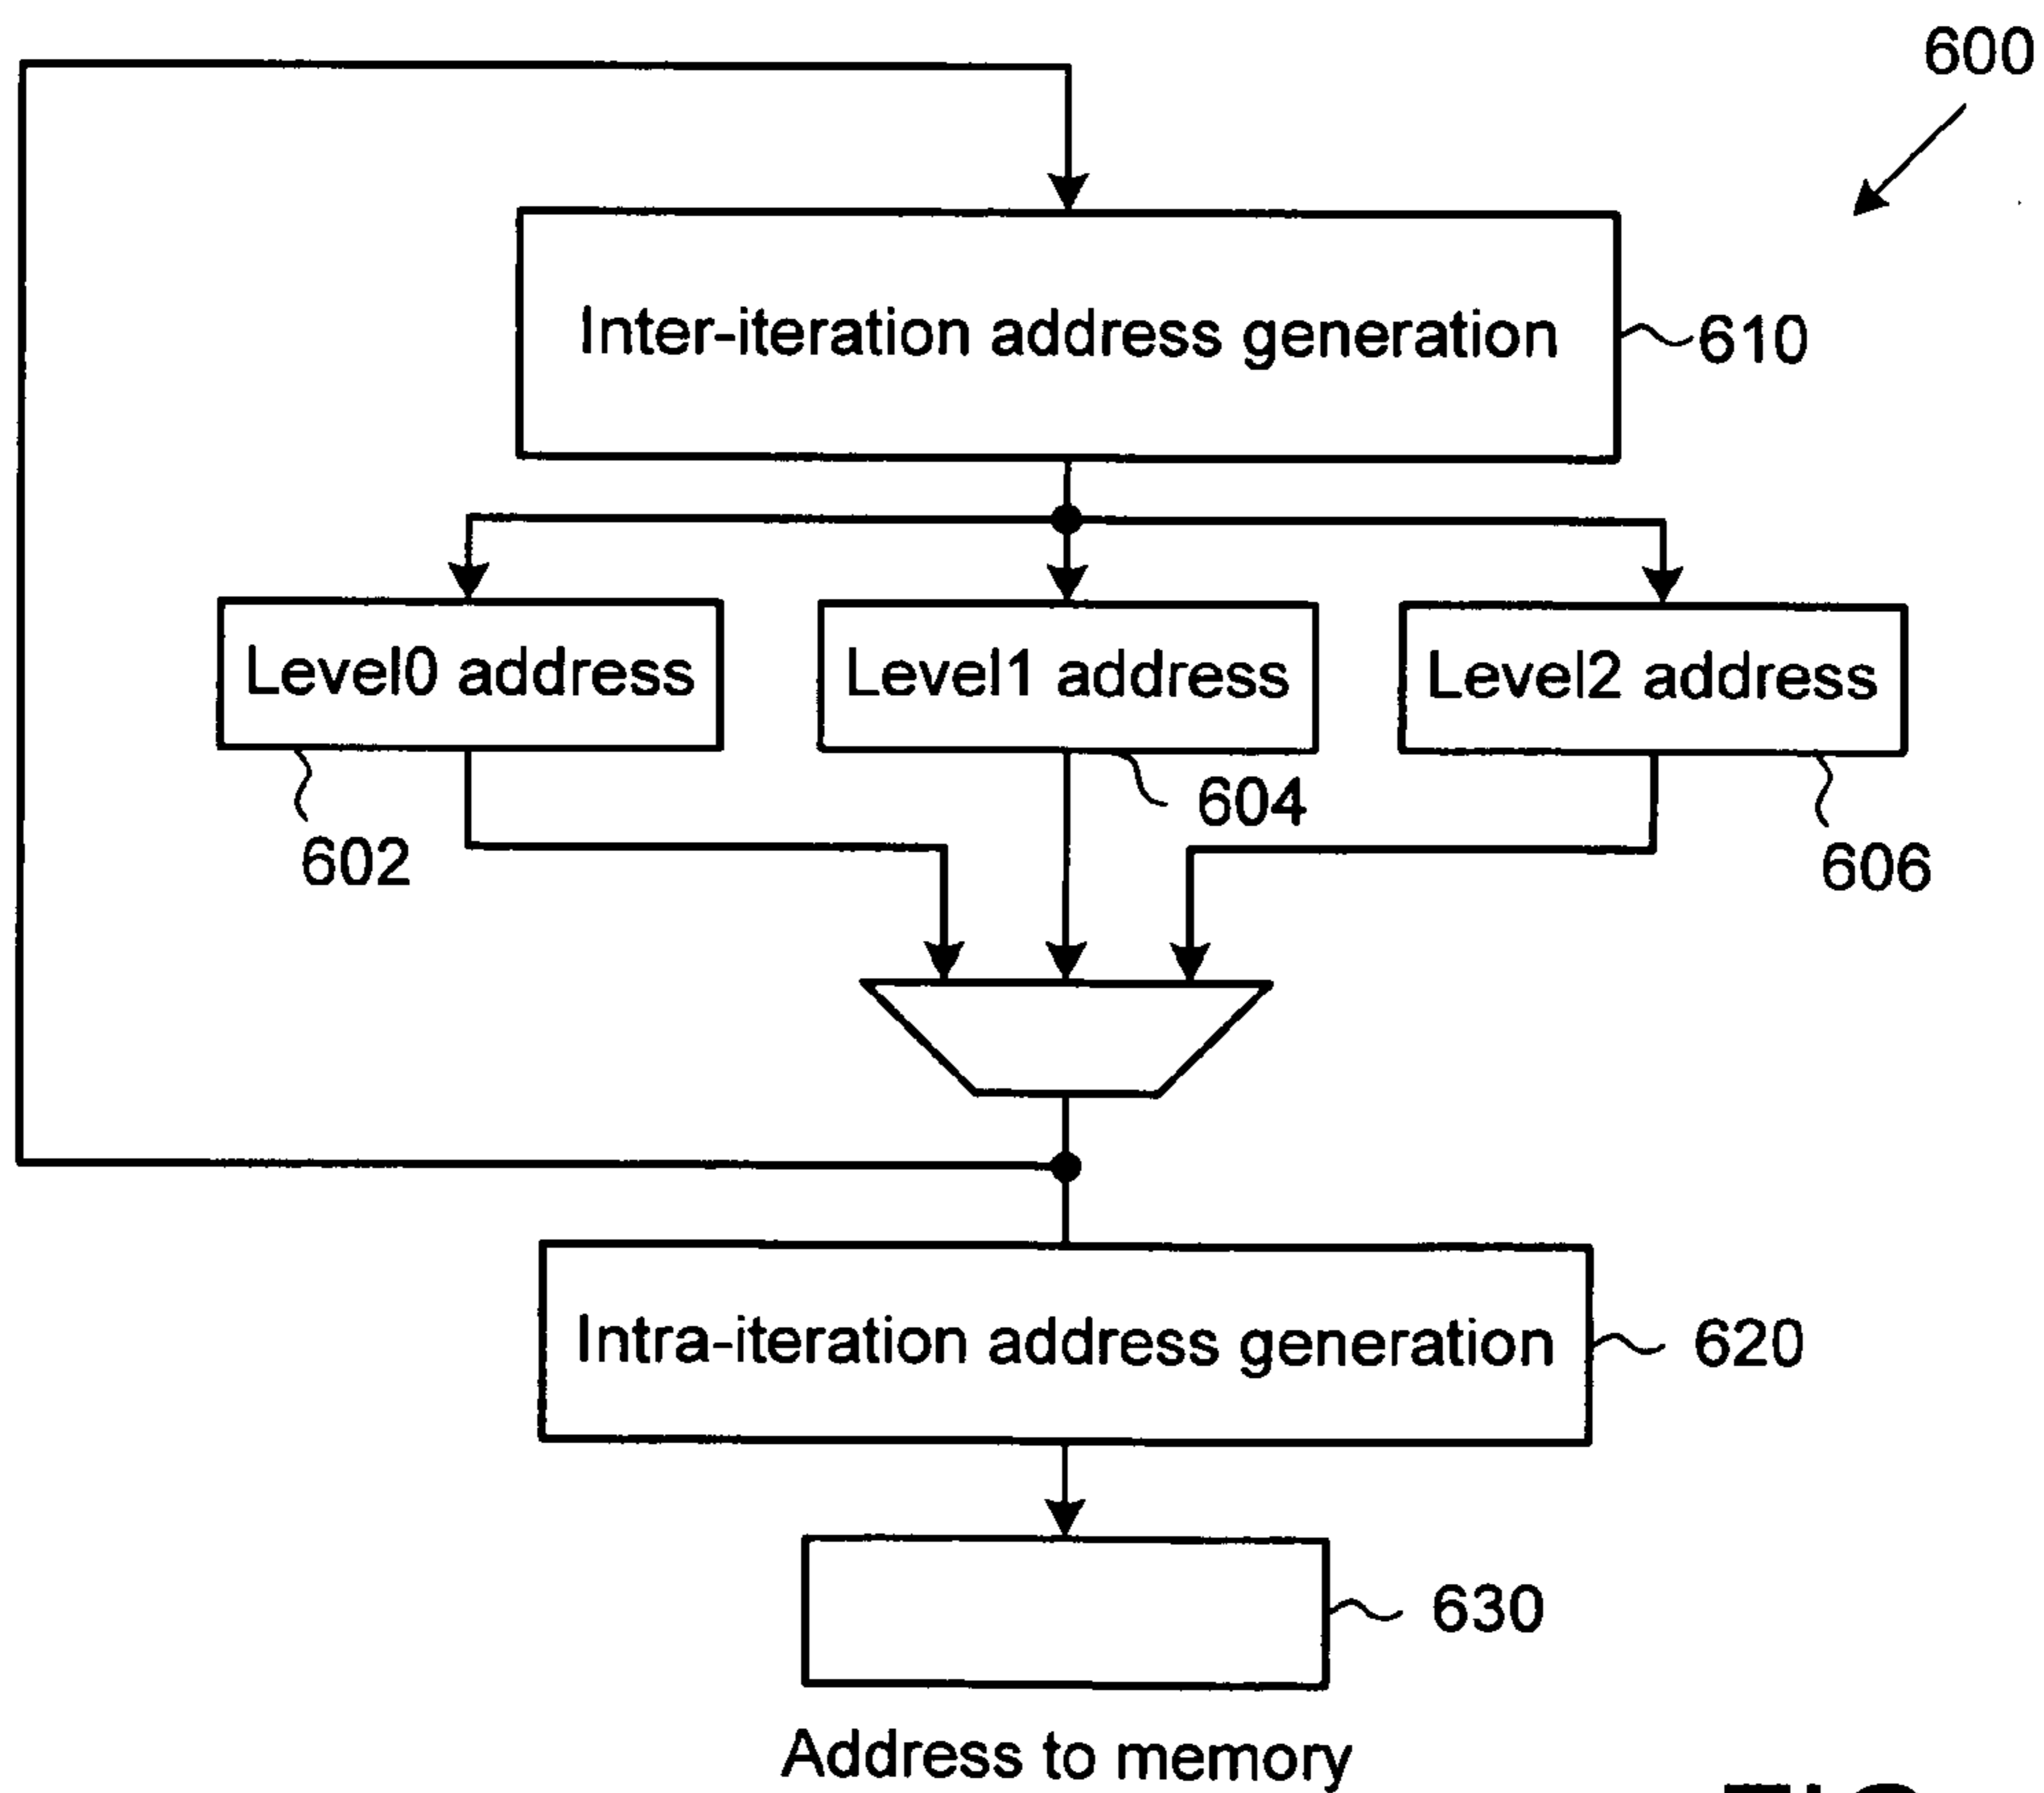 600
Inter-iteration address generation
610
Level0 address
Level1 address
Level2 address
602
604
606
Intra-iteration address generation
620
630
Address to memory